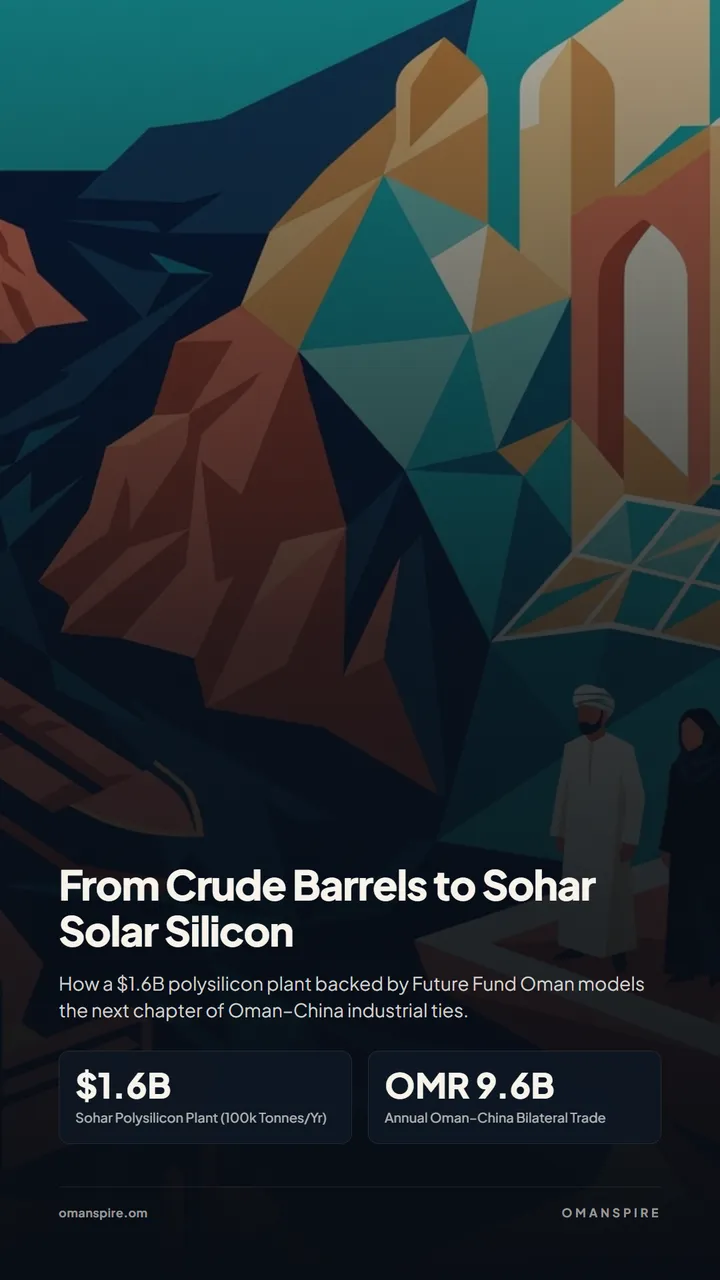 From Crude Barrels to Sohar
Solar Silicon
How a $1.6B polysilicon plant backed by Future Fund Oman models
the next chapter of Oman–China industrial ties.
$1.6B
Sohar Polysilicon Plant (100k Tonnes/Yr)
OMR 9.6B
Annual Oman–China Bilateral Trade
omanspire.om
OMANSPIRE